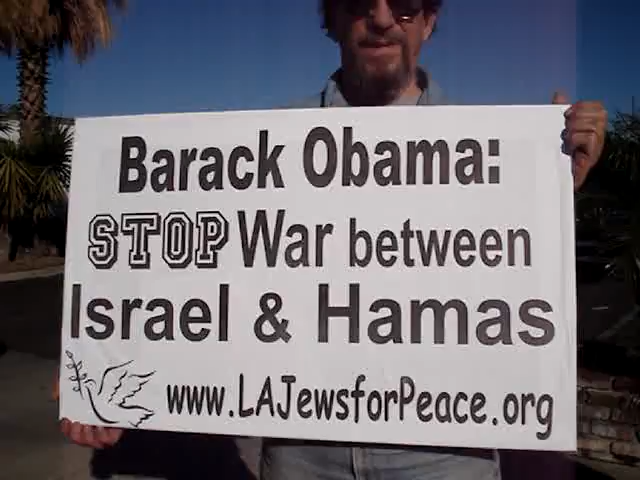 Barack Obama:
STOP War between
Israel & Hamas
www.LAJewsforPeace.org